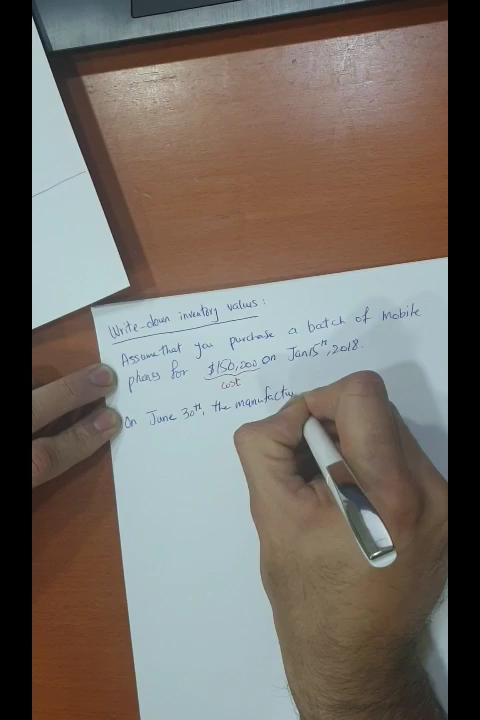 Write-down inventory values:
Assume that you purchase a batch of mobile
phones for $150,000 on Jan 15th, 2018.
cost
On June 30th, the manufactu